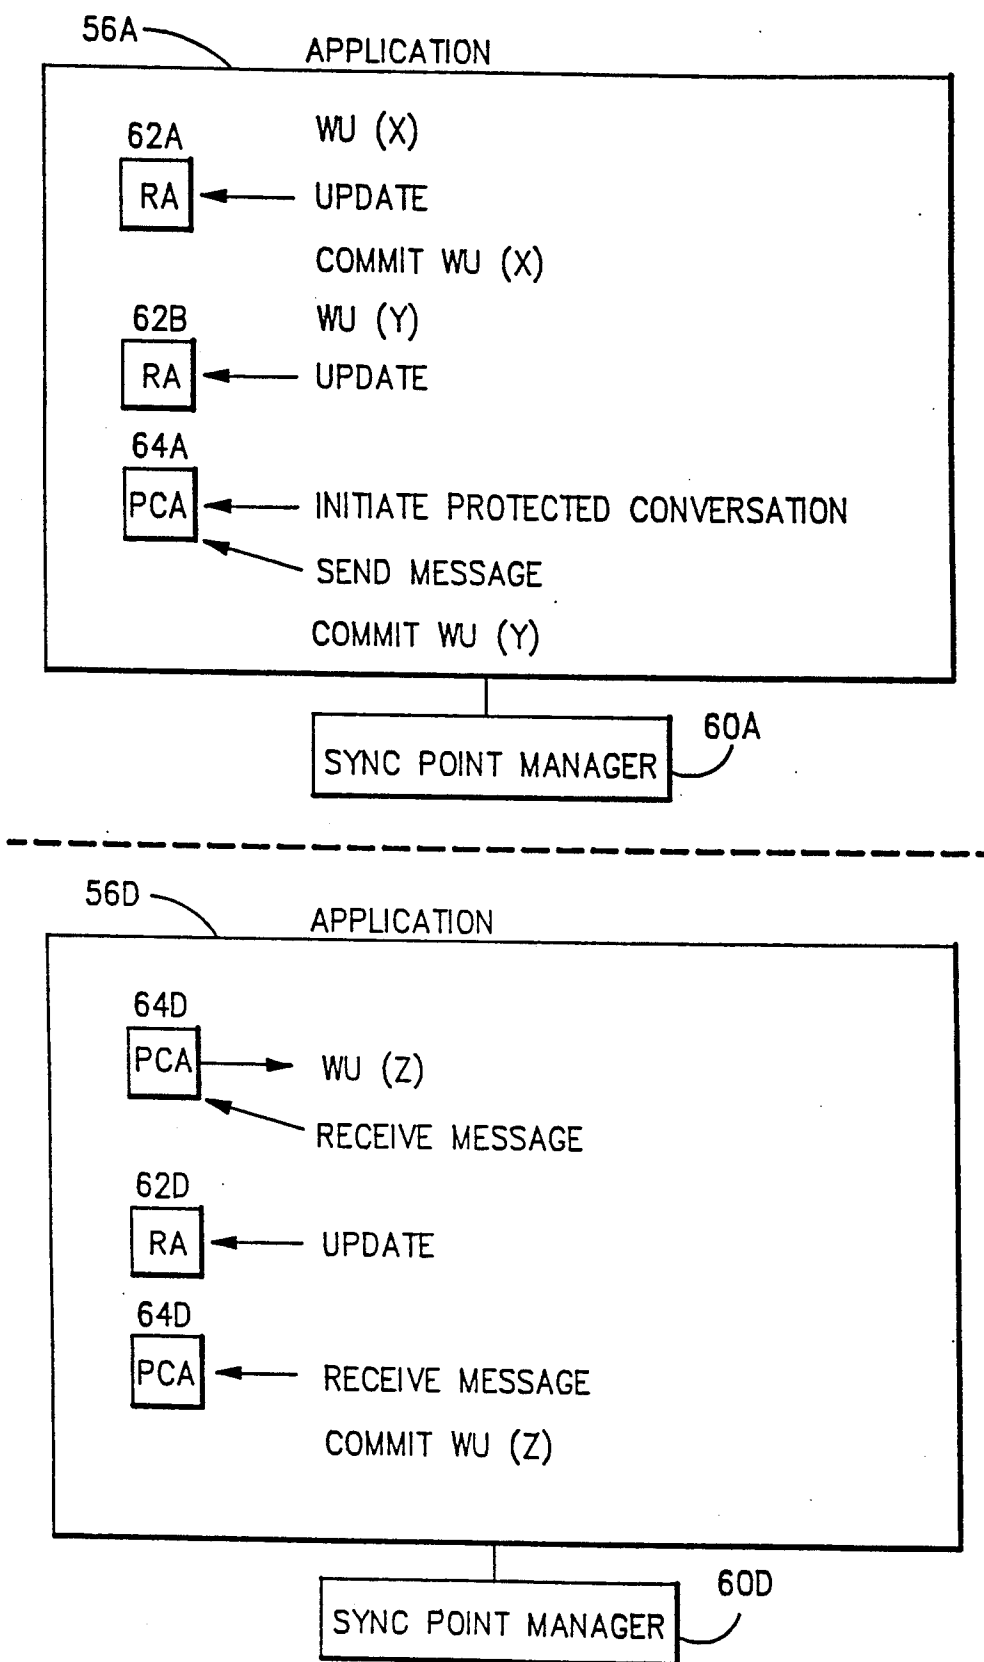 56A
APPLICATION
WU (X)
62A
RA
UPDATE
COMMIT WU (X)
62B
WU (Y)
RA
UPDATE
64A
PCA
INITIATE PROTECTED CONVERSATION
SEND MESSAGE
COMMIT WU (Y)
60A
SYNC POINT MANAGER
56D
APPLICATION
64D
PCA
WU (Z)
RECEIVE MESSAGE
62D
RA
UPDATE
64D
PCA
RECEIVE MESSAGE
COMMIT WU (Z)
60D
SYNC POINT MANAGER